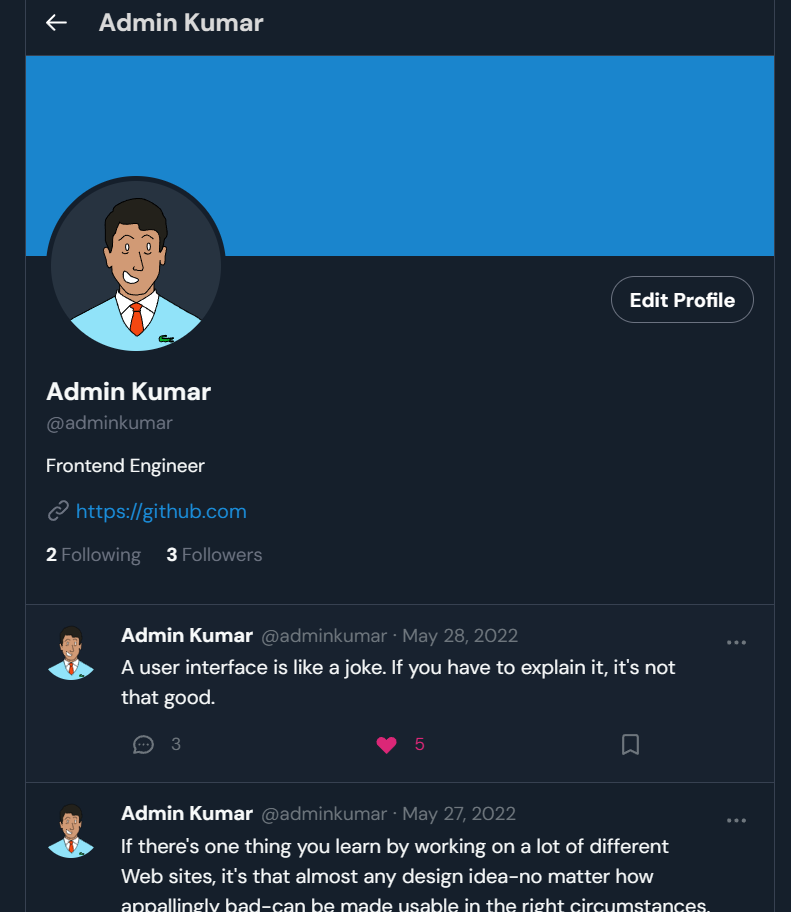 Admin Kumar
Edit Profile
Admin Kumar
@adminkumar
Frontend Engineer
https://github.com
2 Following 3 Followers
Admin Kumar @adminkumar · May 28, 2022
A user interface is like a joke. If you have to explain it, it's not
that good.
3 5
Admin Kumar @adminkumar · May 27, 2022
If there's one thing you learn by working on a lot of different
Web sites, it's that almost any design idea-no matter how
appallingly bad-can be made usable in the right circumstances,